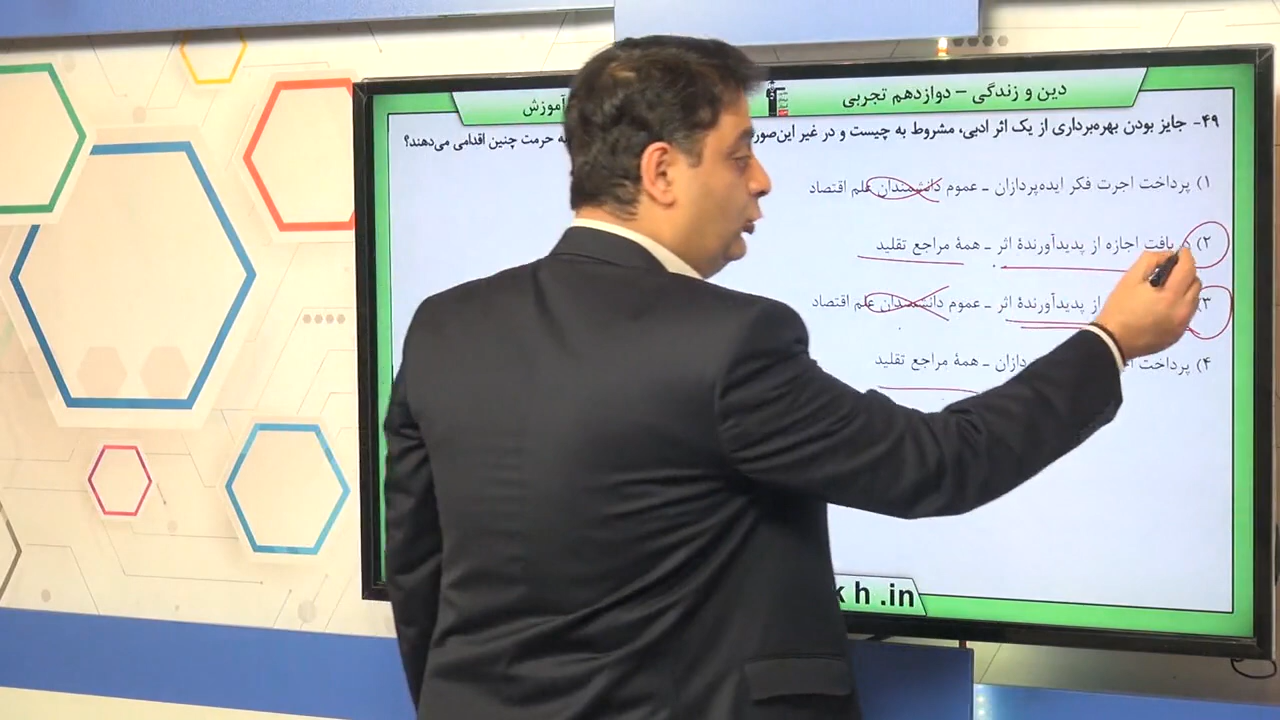 دین و زندگی – دوازدهم تجربی
آموزش
۴۹- جایز بودن بهره‌برداری از یک اثر ادبی، مشروط به چیست و در غیر این‌صور به حرمت چنین اقدامی می‌دهند؟
۱) پرداخت اجرت فکر ایده‌پردازان ـ عموم دانشمندان علم اقتصاد
۲) اجازه از پدیدآورندهٔ اثر ـ همهٔ مراجع تقلید
۳) از پدیدآورندهٔ اثر ـ عموم دانشمندان علم اقتصاد
۴) پرداخت ـ همهٔ مراجع تقلید
k h .in